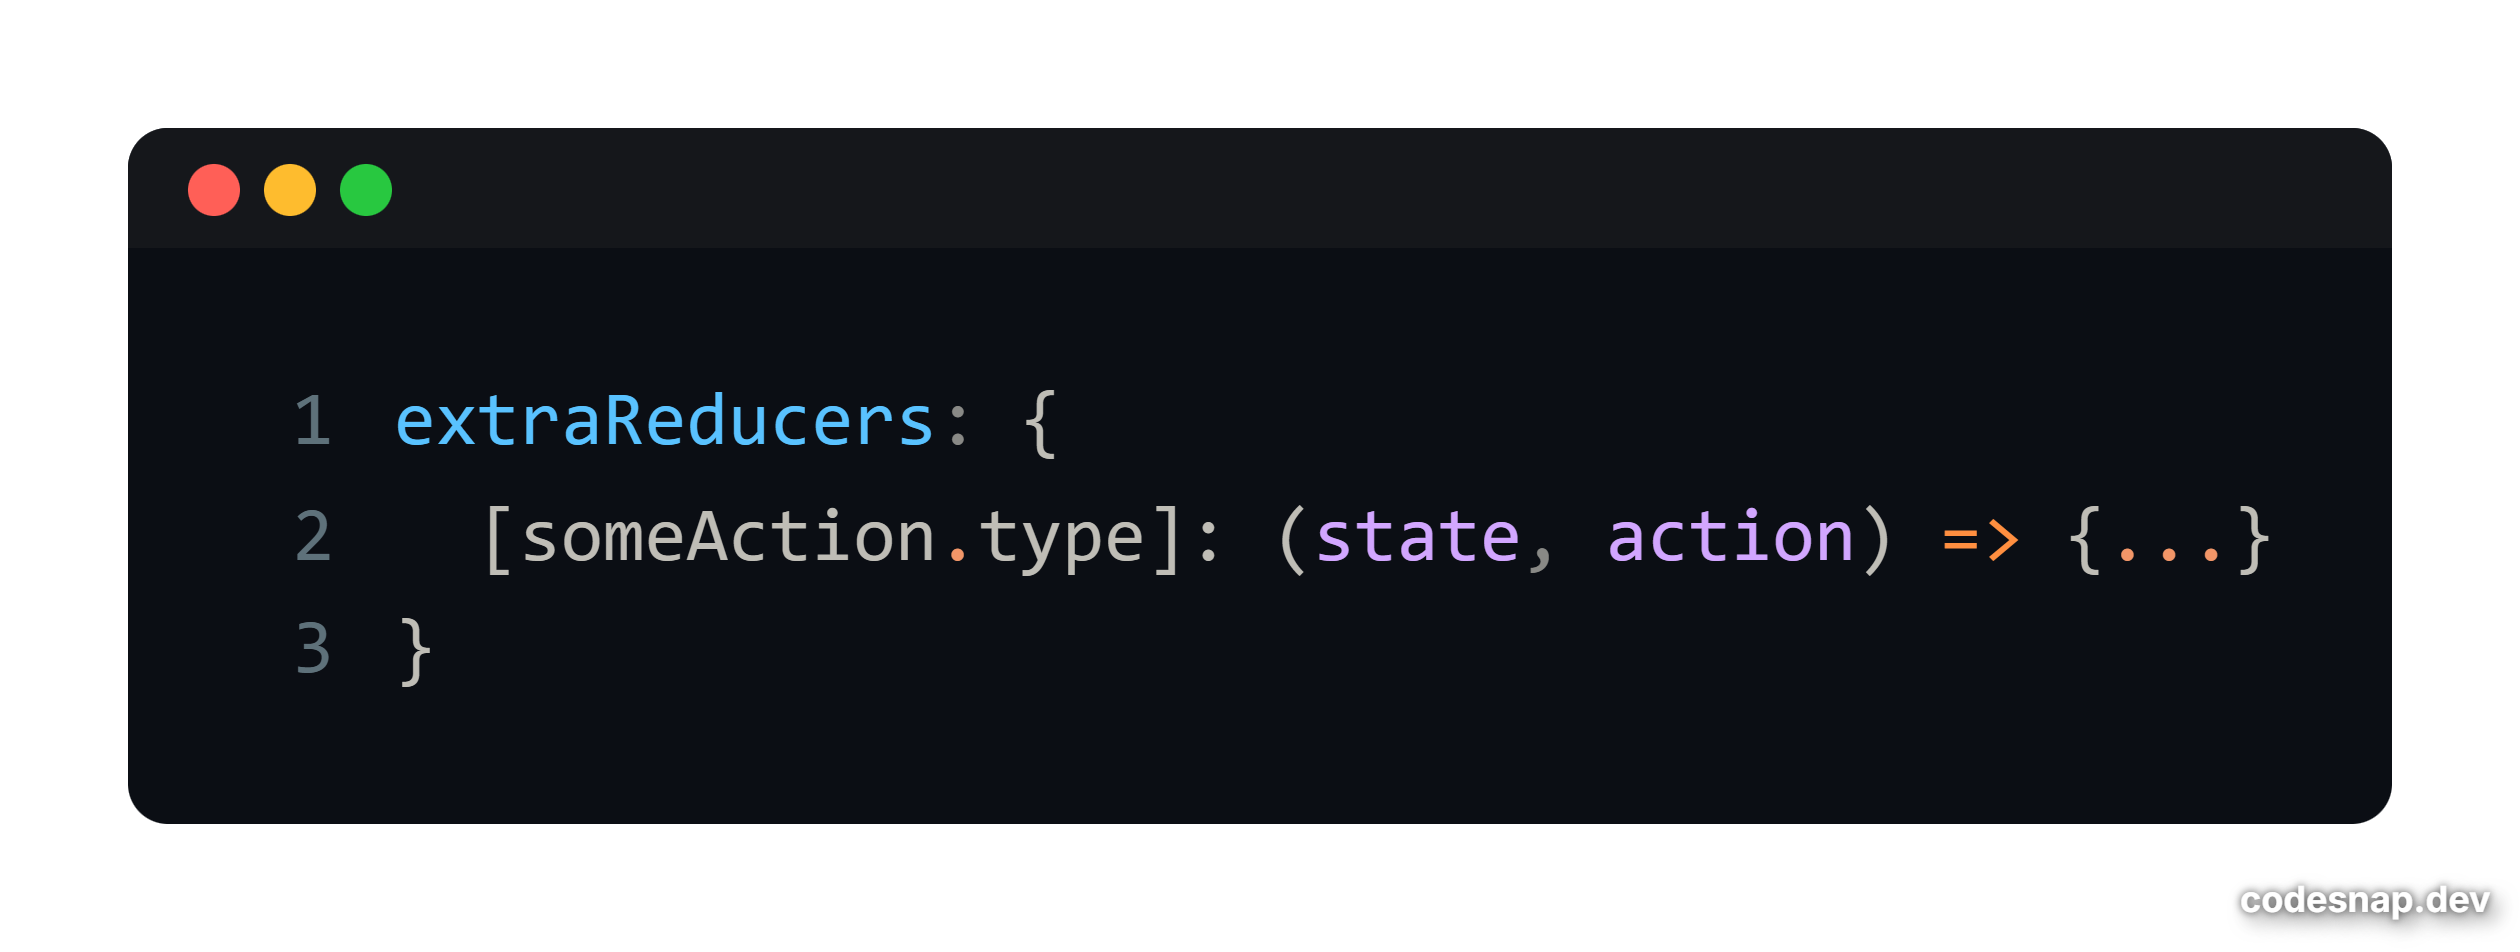 1 extraReducers: {
2   [someAction.type]: (state, action) => {...}
3 }
codesnap.dev